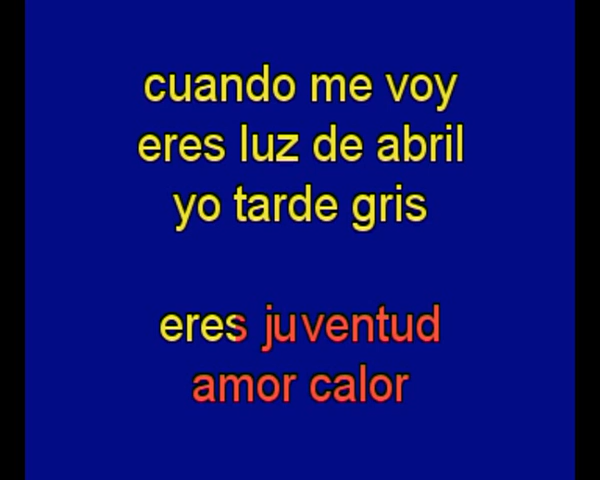 cuando me voy
eres luz de abril
yo tarde gris
eres juventud
amor calor